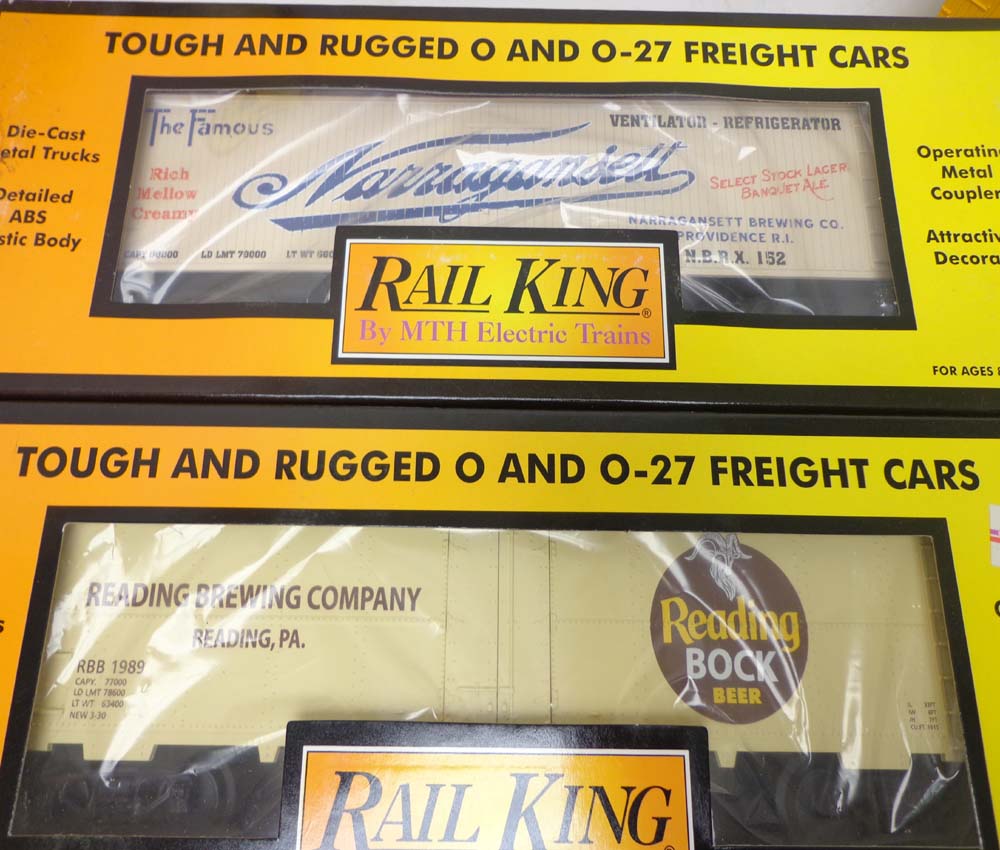 TOUGH AND RUGGED O AND O-27 FREIGHT CARS
Die-Cast
etal Trucks
Detailed
ABS
stic Body
The Famous
Rich
Mellow
Creamy
Narragansett
VENTILATOR - REFRIGERATOR
SELECT STOCK LAGER
BANQUET ALE
NARRAGANSETT BREWING CO.
PROVIDENCE R.I.
N.B.R.X. 152
LD LMT 70000
LT WT
Operating
Metal
Coupler
Attractiv
Decora
RAIL KING®
By MTH Electric Trains
FOR AGES 8
TOUGH AND RUGGED O AND O-27 FREIGHT CARS
READING BREWING COMPANY
READING, PA.
RBB 1989
CAPY. 77000
LD LMT 78600
LT WT 63400
NEW 3-30
Reading
BOCK
BEER
RAIL KING®